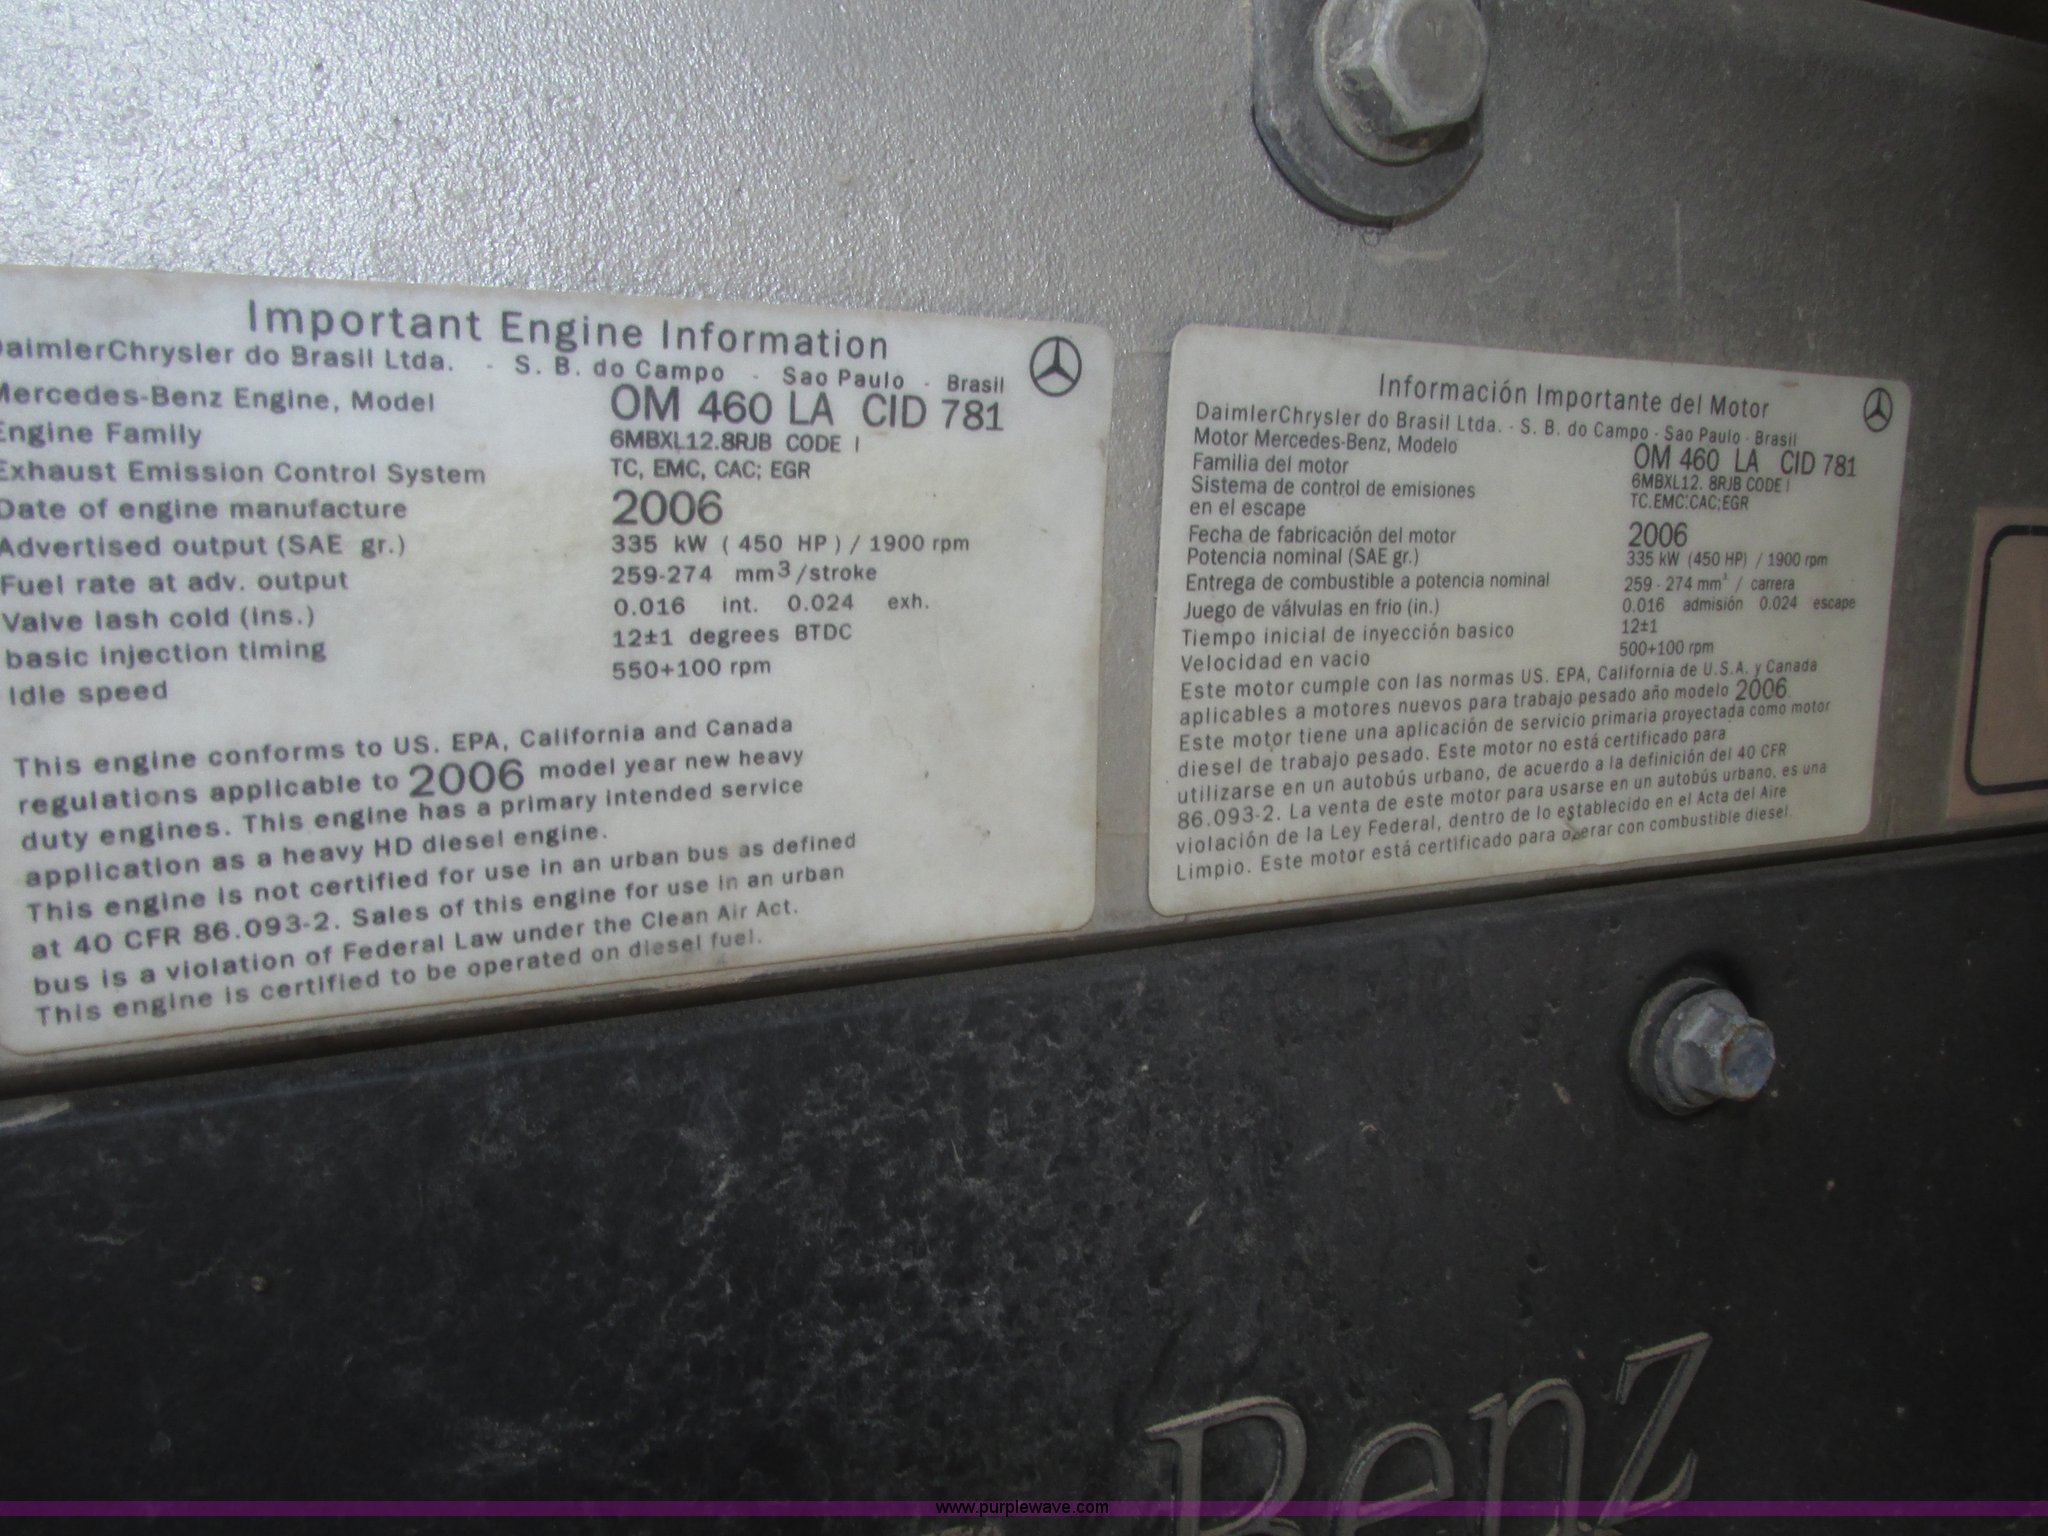 Important Engine Information
DaimlerChrysler do Brasil Ltda. - S. B. do Campo - Sao Paulo - Brasil
Mercedes-Benz Engine, Model OM 460 LA CID 781
Engine Family 6MBXL12.8RJB CODE I
Exhaust Emission Control System TC, EMC, CAC; EGR
Date of engine manufacture 2006
Advertised output (SAE gr.) 335 kW ( 450 HP ) / 1900 rpm
Fuel rate at adv. output 259-274 mm3/stroke
Valve lash cold (ins.) 0.016 int. 0.024 exh.
basic injection timing 12±1 degrees BTDC
Idle speed 550+100 rpm
This engine conforms to US. EPA, California and Canada
regulations applicable to 2006 model year new heavy
duty engines. This engine has a primary intended service
application as a heavy HD diesel engine.
This engine is not certified for use in an urban bus as defined
at 40 CFR 86.093-2. Sales of this engine for use in an urban
bus is a violation of Federal Law under the Clean Air Act.
This engine is certified to be operated on diesel fuel.
Información Importante del Motor
DaimlerChrysler do Brasil Ltda. - S. B. do Campo - Sao Paulo - Brasil
Motor Mercedes-Benz, Modelo OM 460 LA CID 781
Familia del motor 6MBXL12. 8RJB CODE I
Sistema de control de emisiones TC.EMC.CAC;EGR
en el escape
Fecha de fabricación del motor 2006
Potencia nominal (SAE gr.) 335 kW (450 HP) / 1900 rpm
Entrega de combustible a potencia nominal 259 - 274 mm³ / carrera
Juego de válvulas en frio (in.) 0.016 admisión 0.024 escape
Tiempo inicial de inyección basico 12±1
Velocidad en vacio 500+100 rpm
Este motor cumple con las normas US. EPA, California de U.S.A. y Canada
aplicables a motores nuevos para trabajo pesado año modelo 2006.
Este motor tiene una aplicación de servicio primaria proyectada como motor
diesel de trabajo pesado. Este motor no está certificado para
utilizarse en un autobús urbano, de acuerdo a la definición del 40 CFR
86.093-2. La venta de este motor para usarse en un autobús urbano, es una
violación de la Ley Federal, dentro de lo establecido en el Acta del Aire
Limpio. Este motor está certificado para operar con combustible diesel.
Benz
www.purplewave.com